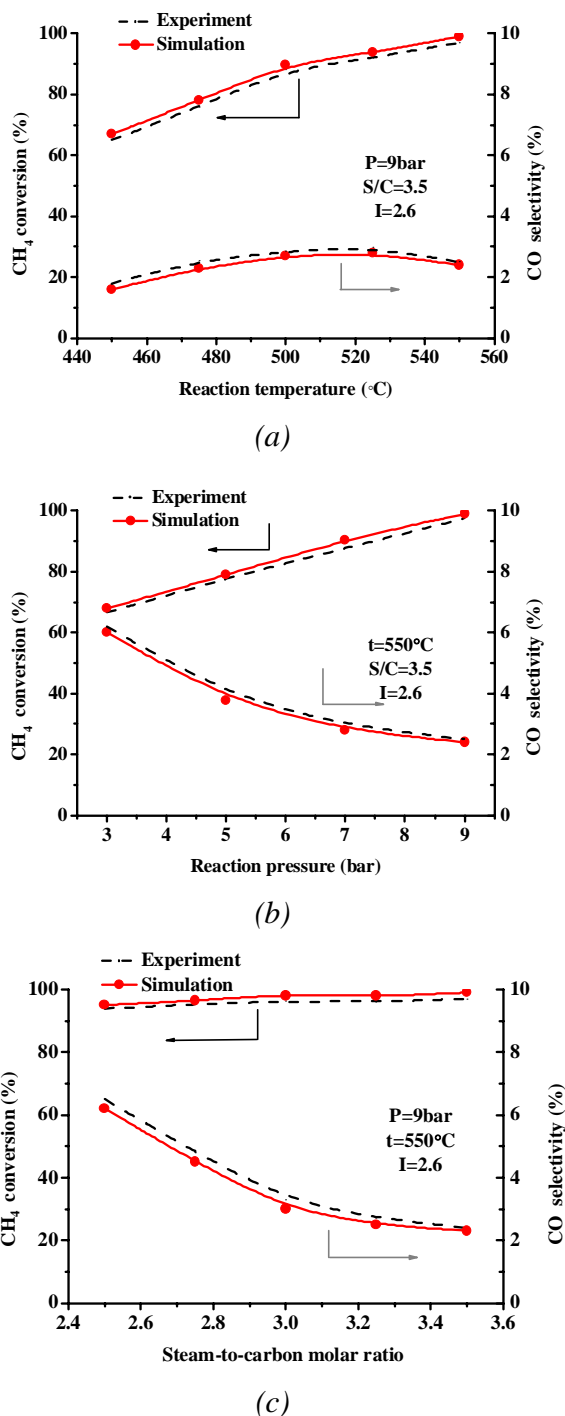 Experiment
Simulation
CH4 conversion (%)
100
80
60
40
20
0
10
8
6
4
2
0
CO selectivity (%)
P=9bar
S/C=3.5
I=2.6
440 460 480 500 520 540 560
Reaction temperature (°C)
(a)
Experiment
Simulation
CH4 conversion (%)
100
80
60
40
20
0
10
8
6
4
2
0
CO selectivity (%)
t=550°C
S/C=3.5
I=2.6
3 4 5 6 7 8 9
Reaction pressure (bar)
(b)
Experiment
Simulation
CH4 conversion (%)
100
80
60
40
20
0
10
8
6
4
2
0
CO selectivity (%)
P=9bar
t=550°C
I=2.6
2.4 2.6 2.8 3.0 3.2 3.4 3.6
Steam-to-carbon molar ratio
(c)